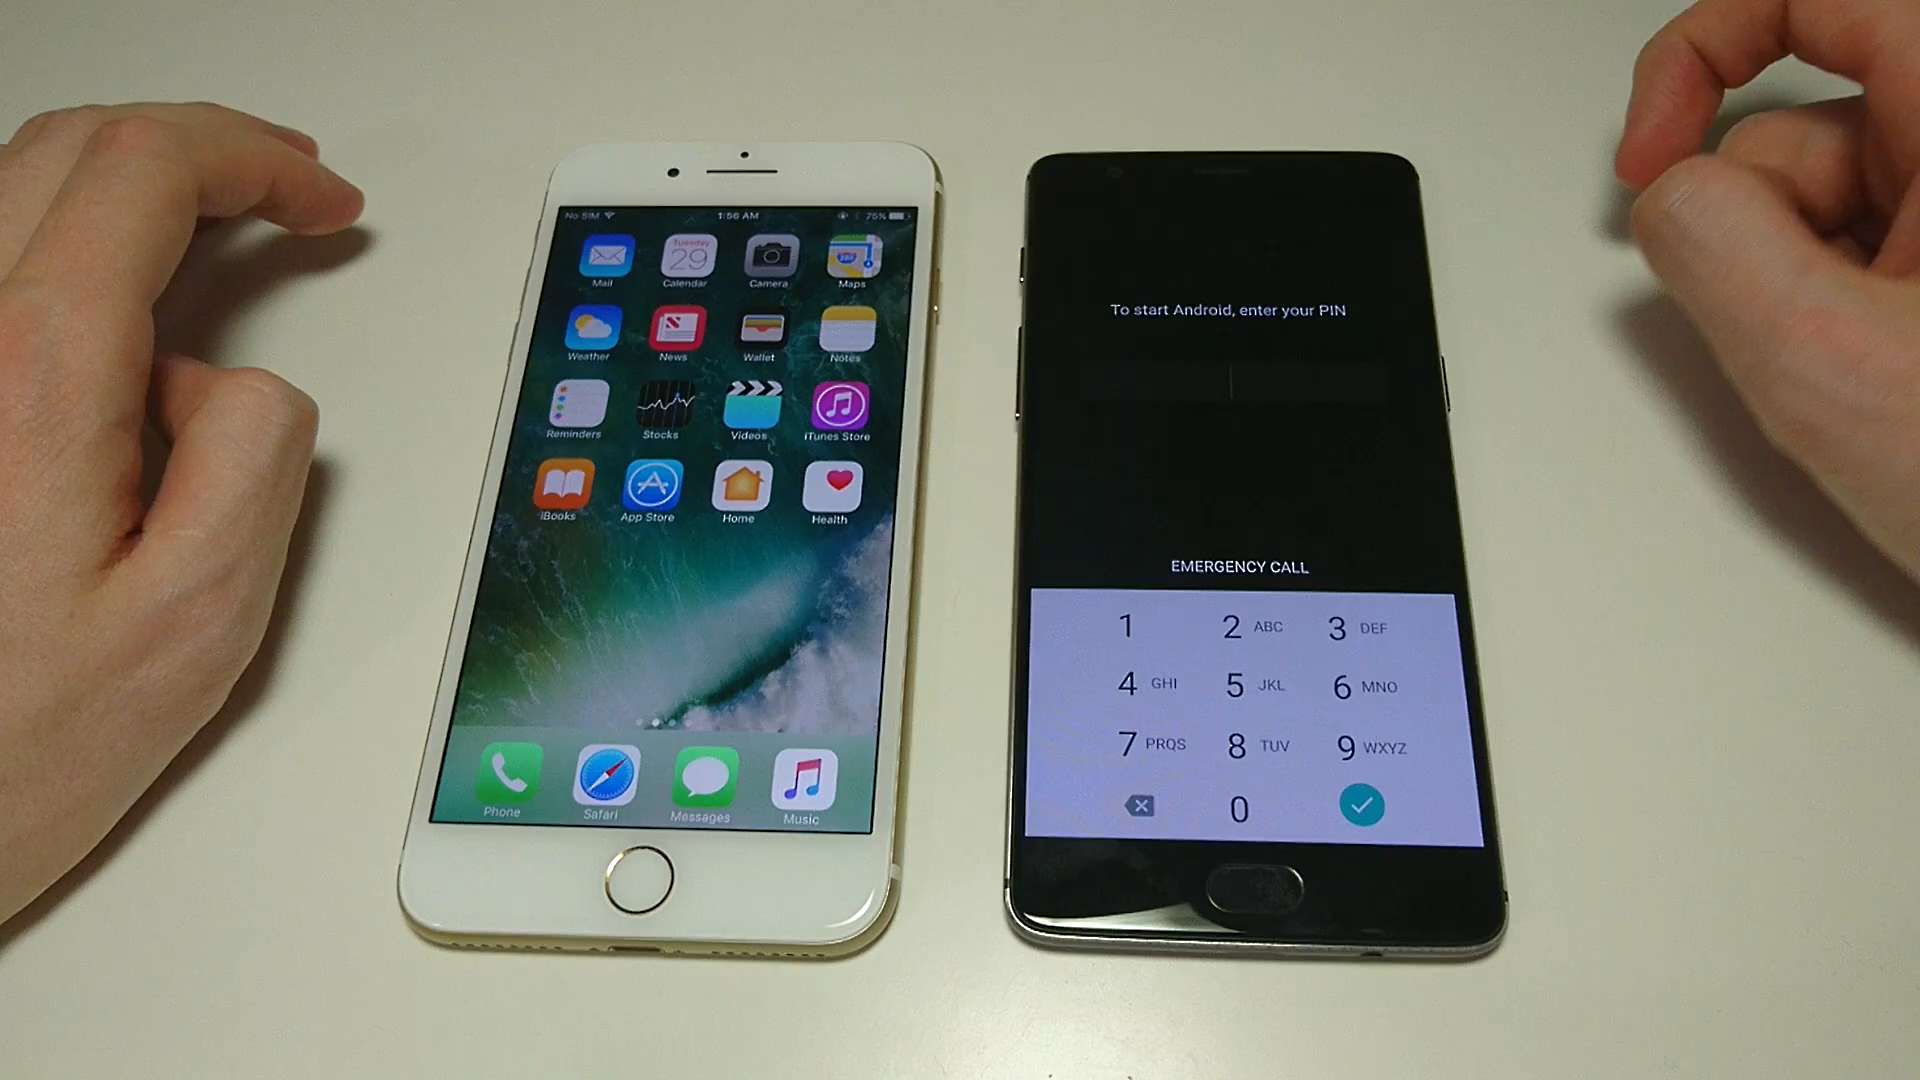 No SIM 1:56 AM 75%
Tuesday
29
Mail Calendar Camera Maps
280
Weather News Wallet Notes
Reminders Stocks Videos iTunes Store
iBooks App Store Home Health
Phone Safari Messages Music
To start Android, enter your PIN
EMERGENCY CALL
1 2 ABC 3 DEF
4 GHI 5 JKL 6 MNO
7 PRQS 8 TUV 9 WXYZ
0